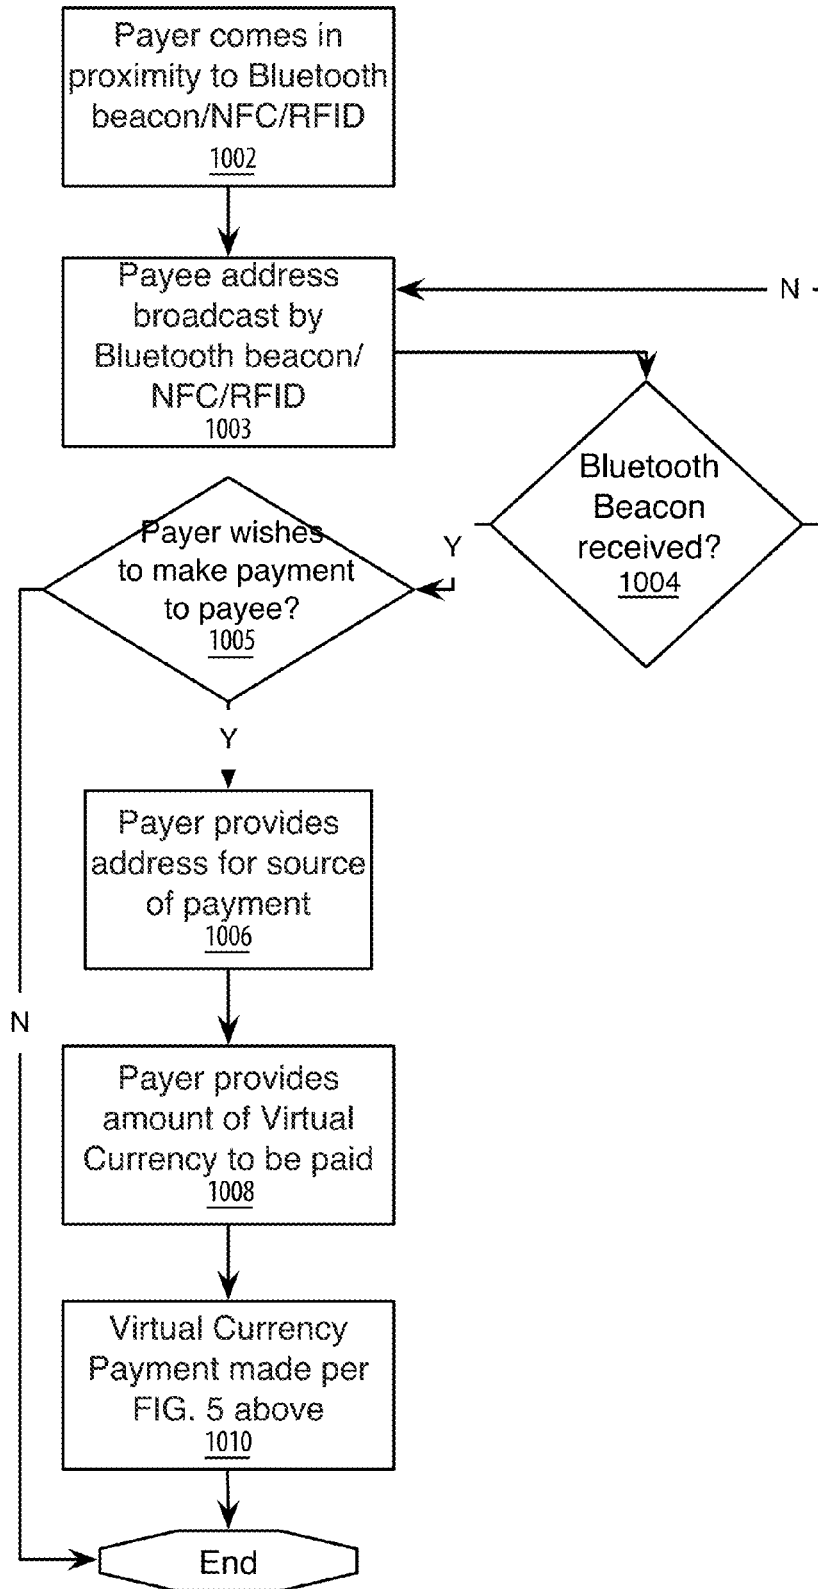 Payer comes in
proximity to Bluetooth
beacon/NFC/RFID
1002
Payee address
broadcast by
Bluetooth beacon/
NFC/RFID
1003
N
Bluetooth
Beacon
received?
1004
Y
Payer wishes
to make payment
to payee?
1005
Y
Payer provides
address for source
of payment
1006
N
Payer provides
amount of Virtual
Currency to be paid
1008
Virtual Currency
Payment made per
FIG. 5 above
1010
End